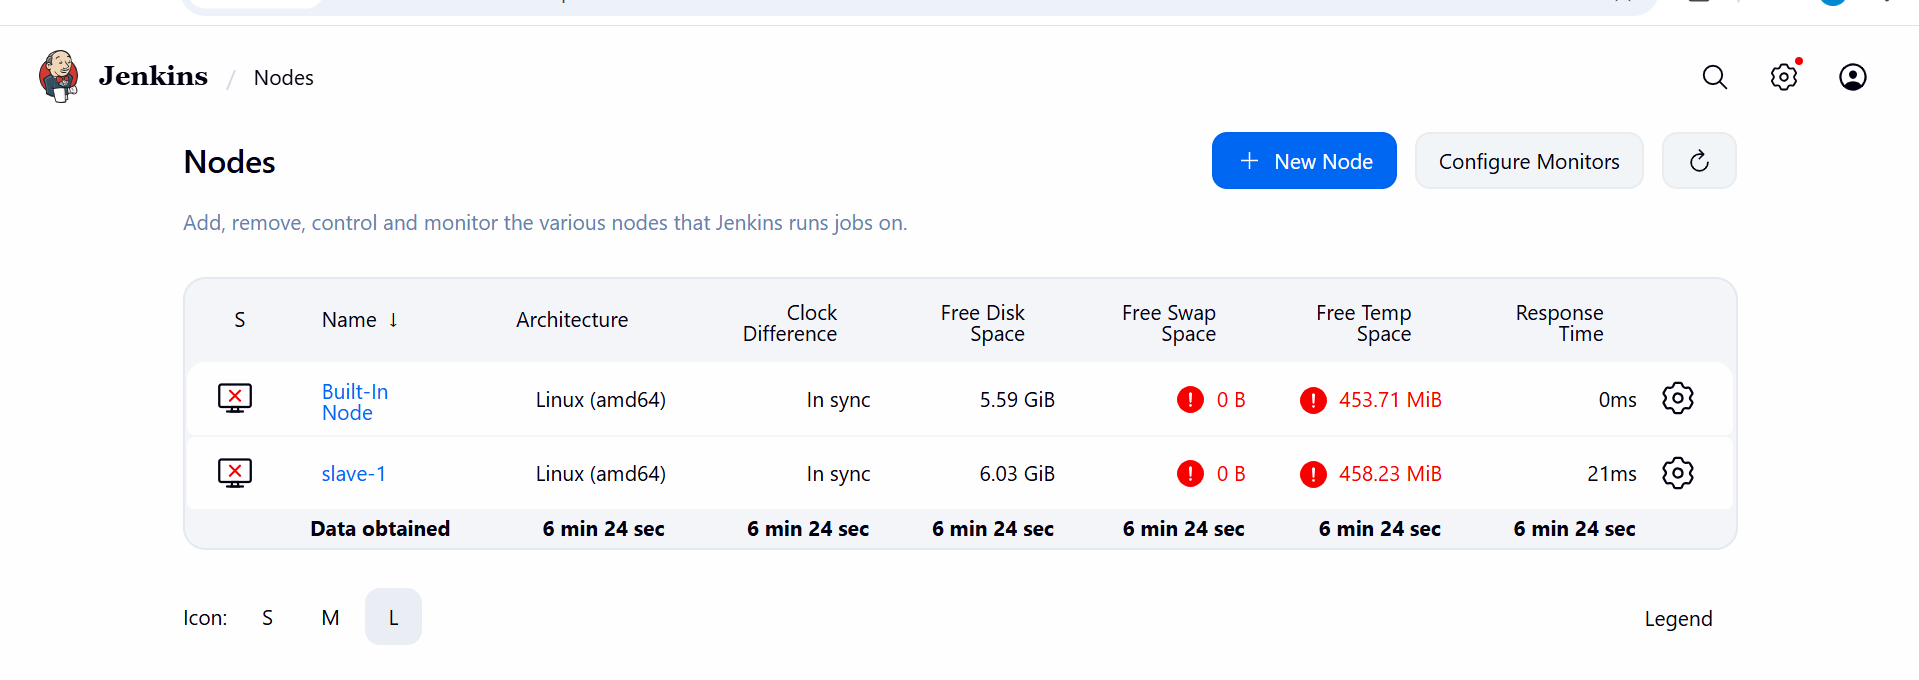 Jenkins / Nodes
Nodes
+ New Node
Configure Monitors
Add, remove, control and monitor the various nodes that Jenkins runs jobs on.
S Name ↓ Architecture Clock Difference Free Disk Space Free Swap Space Free Temp Space Response Time
Built-In Node Linux (amd64) In sync 5.59 GiB 0 B 453.71 MiB 0ms
slave-1 Linux (amd64) In sync 6.03 GiB 0 B 458.23 MiB 21ms
Data obtained 6 min 24 sec 6 min 24 sec 6 min 24 sec 6 min 24 sec 6 min 24 sec 6 min 24 sec
Icon: S M L
Legend